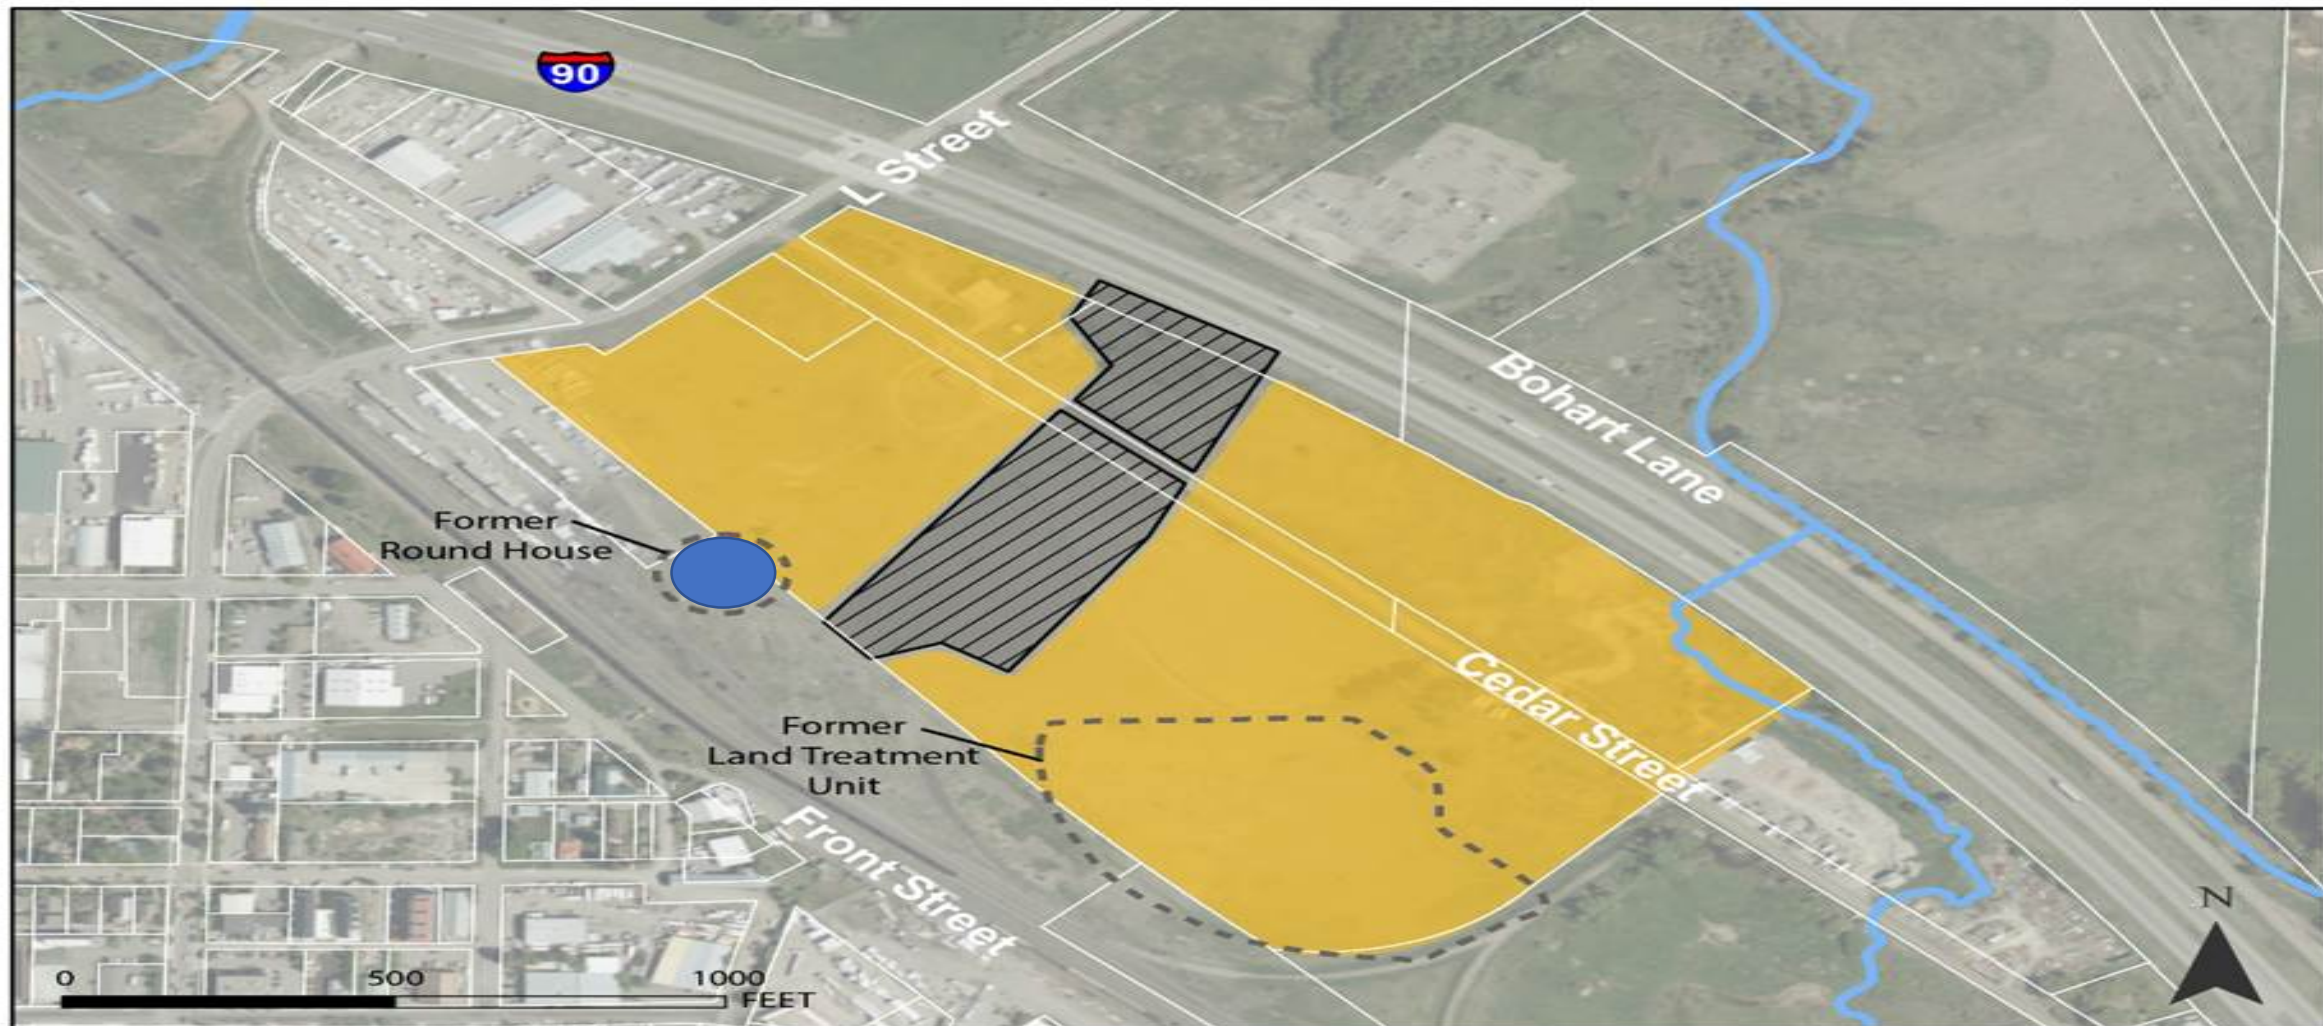 90
L Street
Bohart Lane
Former
Round House
Cedar Street
Former
Land Treatment
Unit
Front Street
N
0 500 1000
FEET